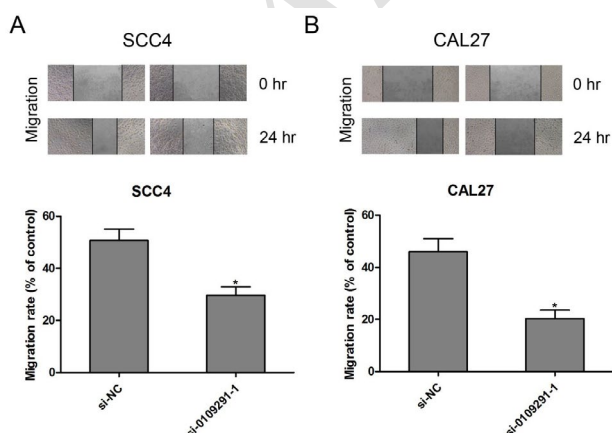 A
SCC4
Migration
0 hr
24 hr
SCC4
Migration rate (% of control)
60
40
20
0
si-NC
*
si-0109291-1
B
CAL27
Migration
0 hr
24 hr
CAL27
Migration rate (% of control)
60
40
20
0
si-NC
*
si-0109291-1